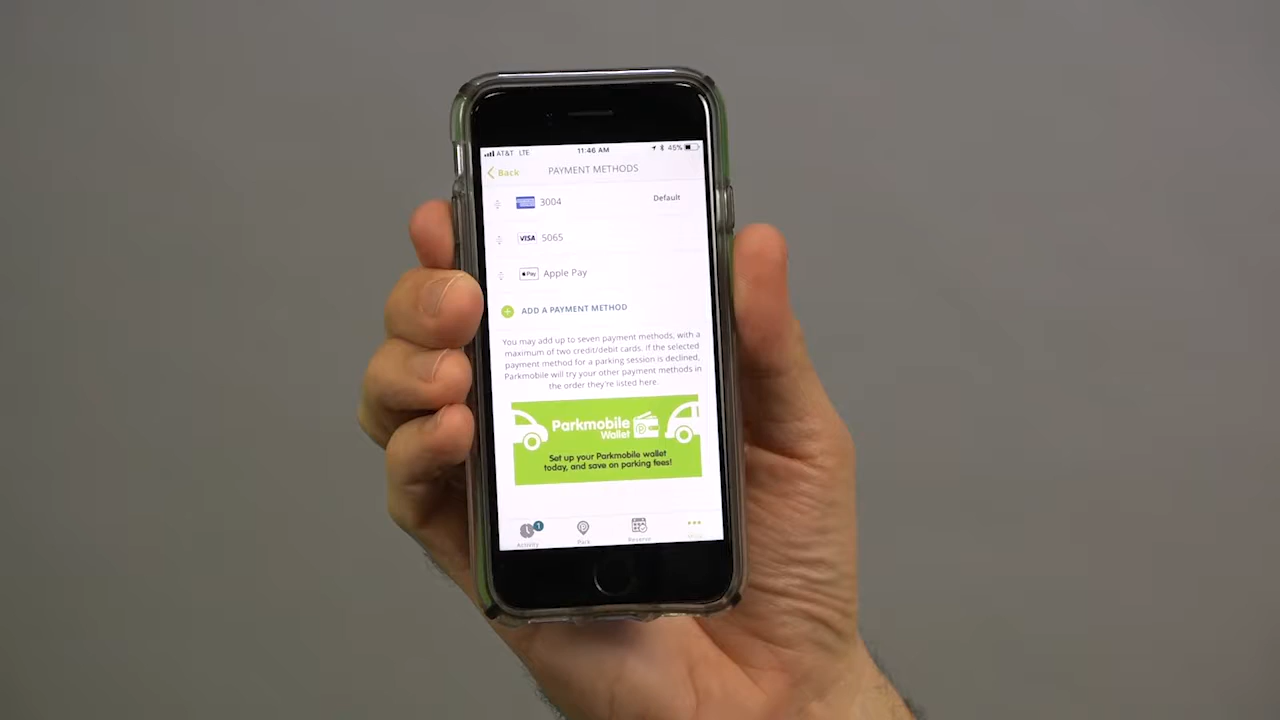 AT&T LTE 11:46 AM 45%
Back PAYMENT METHODS
3004 Default
VISA 5065
Pay Apple Pay
ADD A PAYMENT METHOD
You may add up to seven payment methods, with a
maximum of two credit/debit cards. If the selected
payment method for a parking session is declined,
Parkmobile will try your other payment methods in
the order they're listed here.
Parkmobile
Wallet
Set up your Parkmobile wallet
today, and save on parking fees!
1
Activity Park Reserve